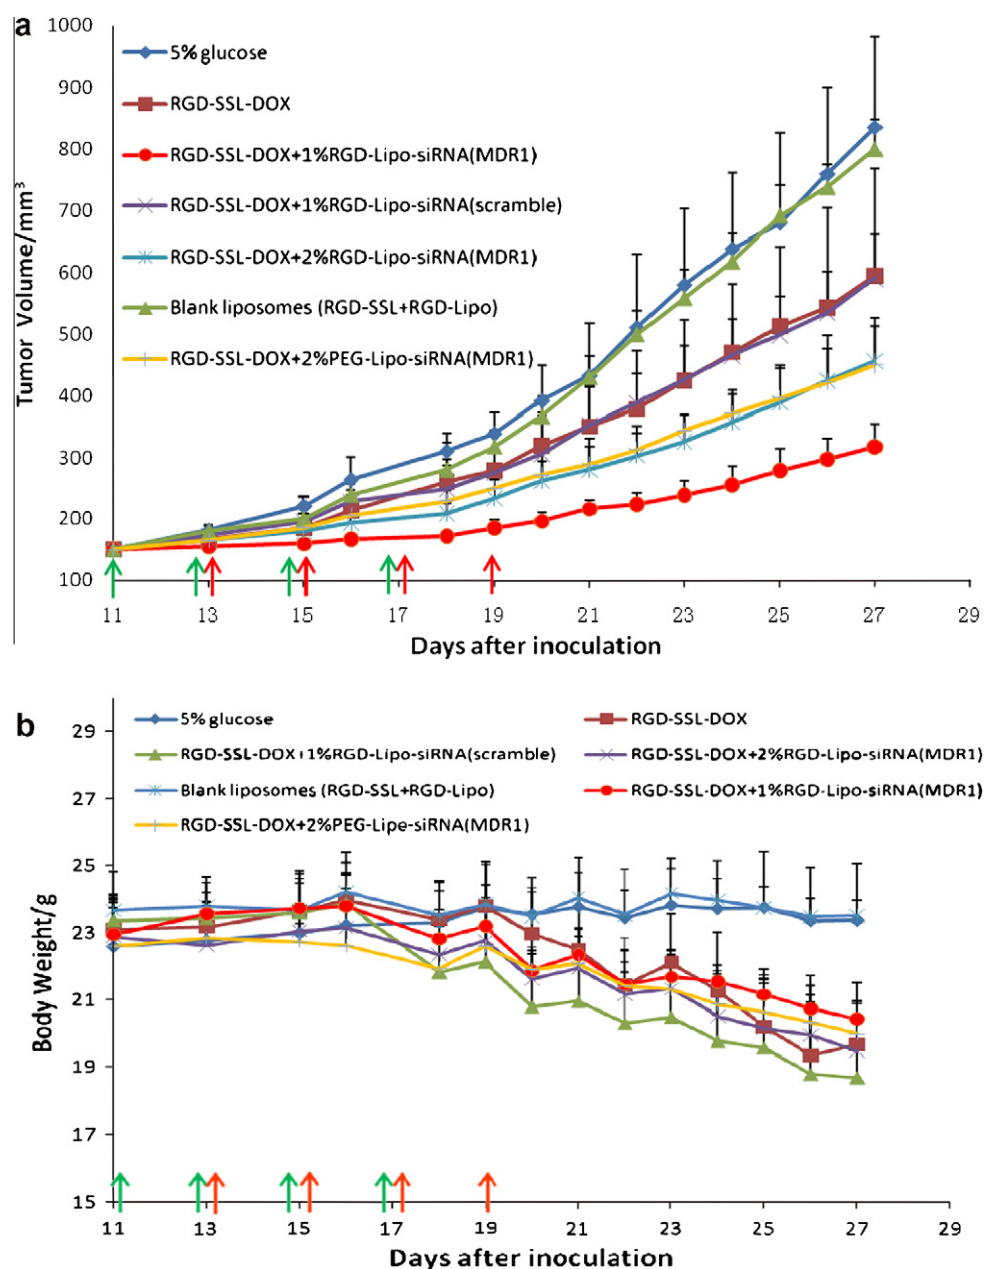 a
1000
900
800
700
600
500
400
300
200
100
Tumor Volume/mm³
5% glucose
RGD-SSL-DOX
RGD-SSL-DOX+1%RGD-Lipo-siRNA(MDR1)
RGD-SSL-DOX+1%RGD-Lipo-siRNA(scramble)
RGD-SSL-DOX+2%RGD-Lipo-siRNA(MDR1)
Blank liposomes (RGD-SSL+RGD-Lipo)
RGD-SSL-DOX+2%PEG-Lipo-siRNA(MDR1)
11 13 15 17 19 21 23 25 27 29
Days after inoculation
b
5% glucose RGD-SSL-DOX
RGD-SSL-DOX+1%RGD-Lipo-siRNA(scramble) RGD-SSL-DOX+2%RGD-Lipo-siRNA(MDR1)
Blank liposomes (RGD-SSL+RGD-Lipo) RGD-SSL-DOX+1%RGD-Lipo-siRNA(MDR1)
RGD-SSL-DOX+2%PEG-Lipe-siRNA(MDR1)
29
27
25
23
21
19
17
15
Body Weight/g
11 13 15 17 19 21 23 25 27 29
Days after inoculation